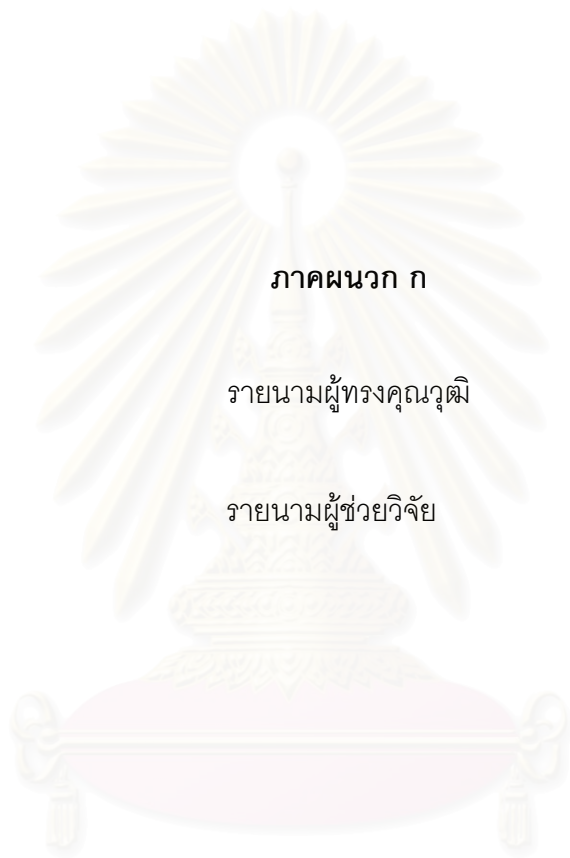 ภาคผนวก ก
รายนามผู้ทรงคุณวุฒิ
รายนามผู้ช่วยวิจัย